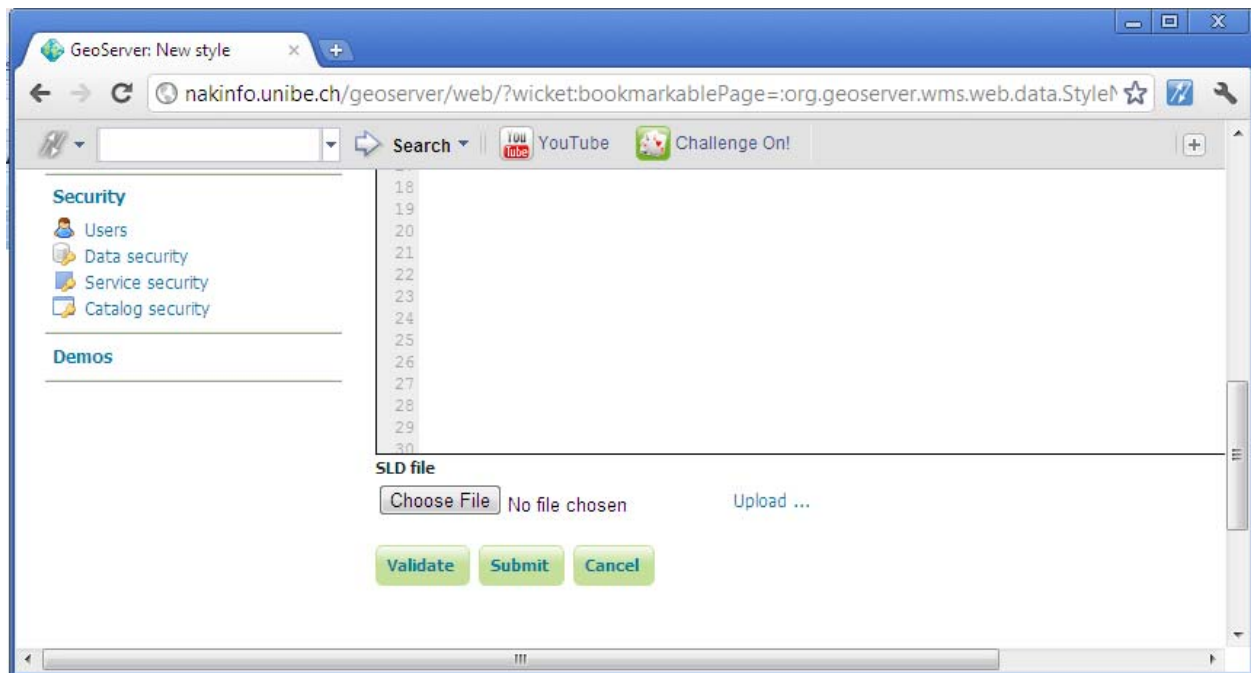 GeoServer: New style
nakinfo.unibe.ch/geoserver/web/?wicket:bookmarkablePage=:org.geoserver.wms.web.data.StyleN
Search
You Tube YouTube
Challenge On!
Security
Users
Data security
Service security
Catalog security
Demos
18
19
20
21
22
23
24
25
26
27
28
29
30
SLD file
Choose File No file chosen Upload ...
Validate Submit Cancel